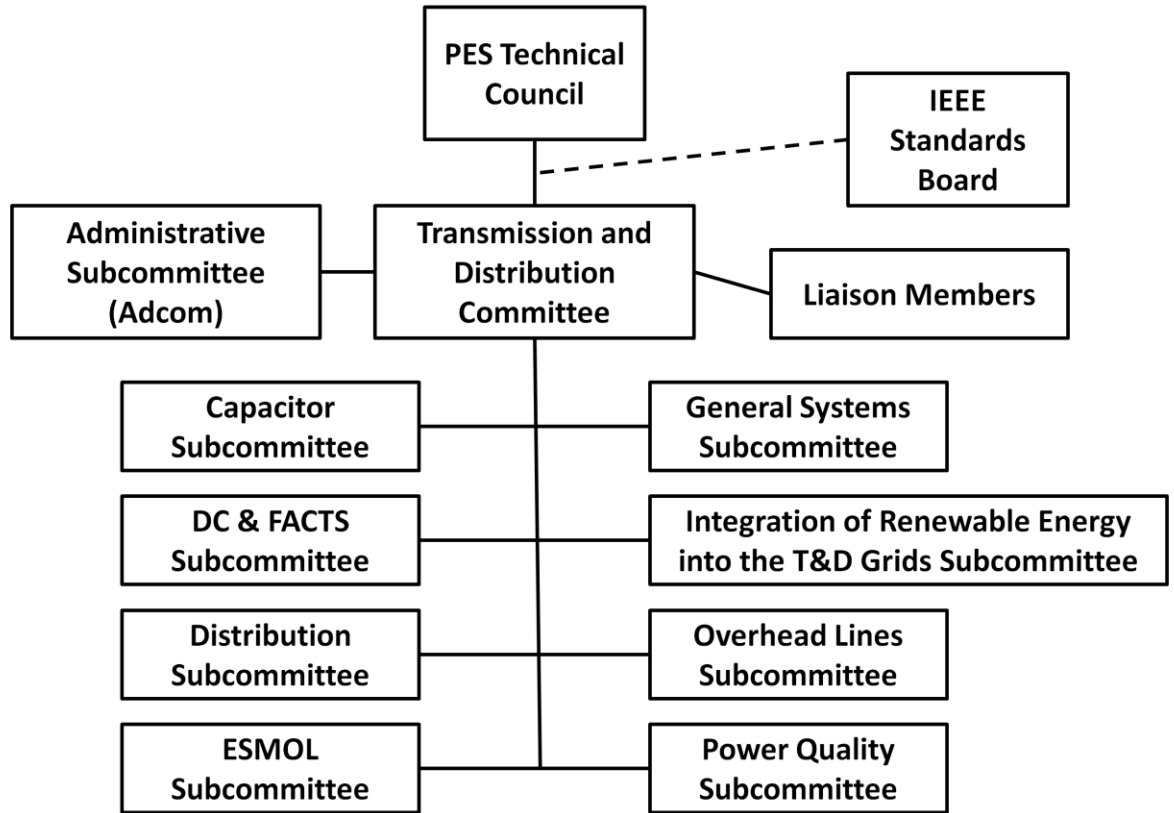 PES Technical
Council
IEEE
Standards
Board
Administrative
Subcommittee
(Adcom)
Transmission and
Distribution
Committee
Liaison Members
Capacitor
Subcommittee
General Systems
Subcommittee
DC & FACTS
Subcommittee
Integration of Renewable Energy
into the T&D Grids Subcommittee
Distribution
Subcommittee
Overhead Lines
Subcommittee
ESMOL
Subcommittee
Power Quality
Subcommittee